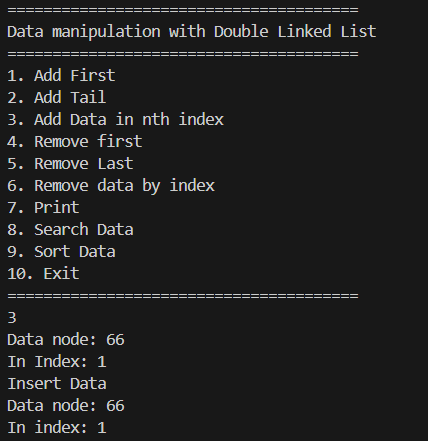 =======================================
Data manipulation with Double Linked List
=======================================
1. Add First
2. Add Tail
3. Add Data in nth index
4. Remove first
5. Remove Last
6. Remove data by index
7. Print
8. Search Data
9. Sort Data
10. Exit
=======================================
3
Data node: 66
In Index: 1
Insert Data
Data node: 66
In index: 1